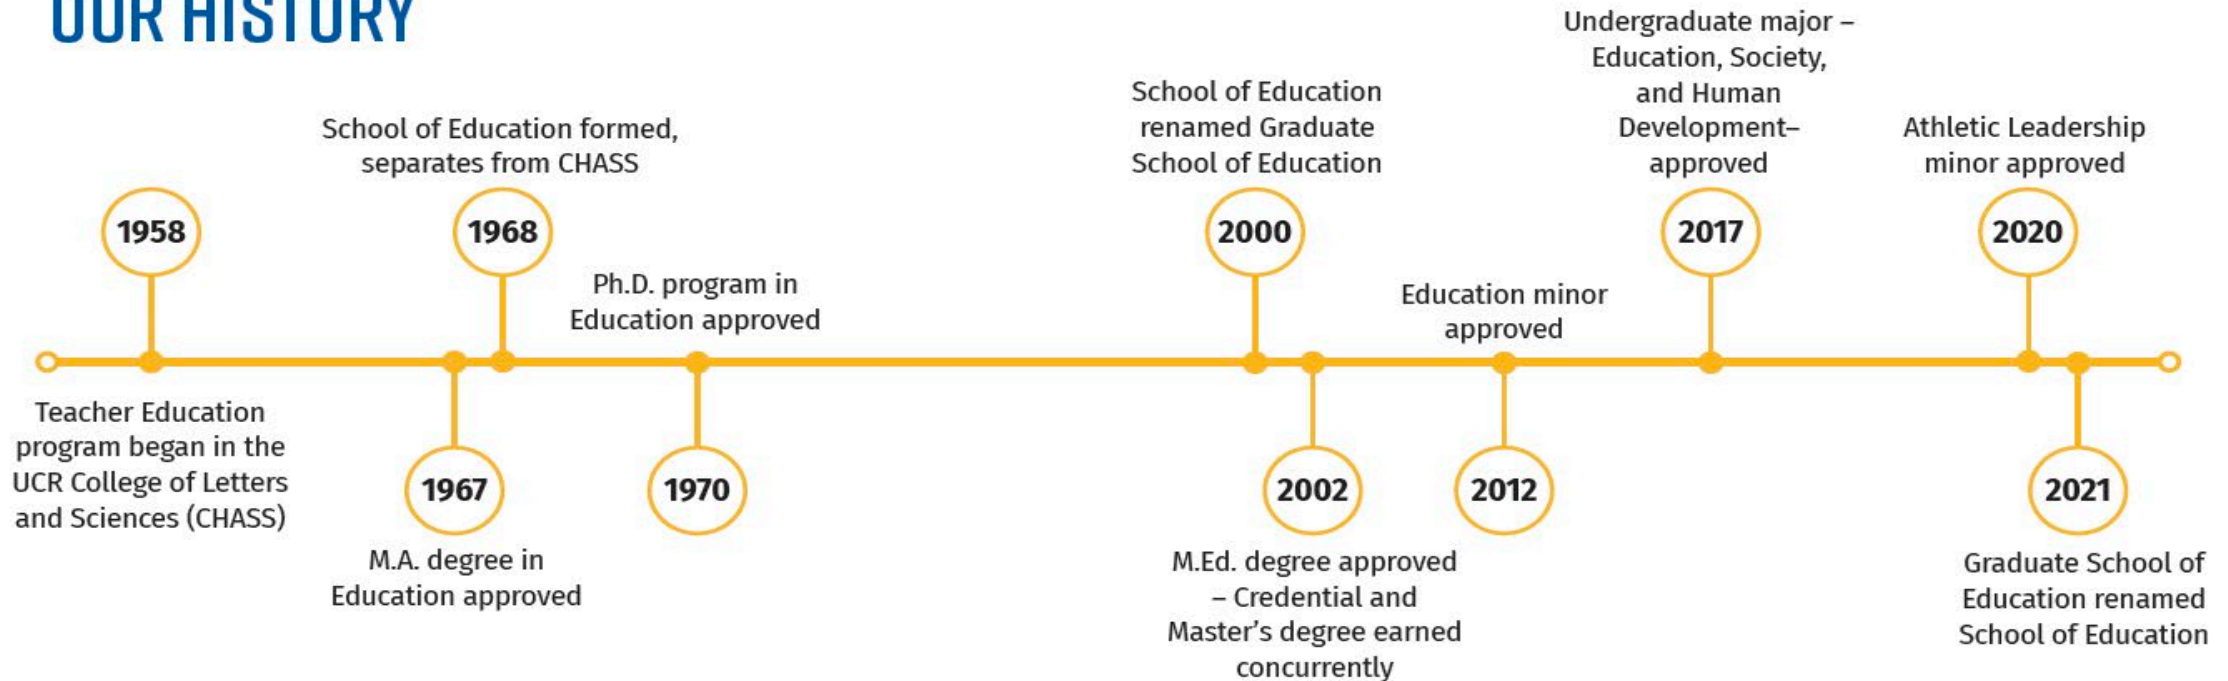 OUR HISTORY
1958
Teacher Education
program began in the
UCR College of Letters
and Sciences (CHASS)
1967
M.A. degree in
Education approved
School of Education formed,
separates from CHASS
1968
Ph.D. program in
Education approved
1970
School of Education
renamed Graduate
School of Education
2000
2002
M.Ed. degree approved
– Credential and
Master’s degree earned
concurrently
Education minor
approved
2012
Undergraduate major –
Education, Society,
and Human
Development–
approved
2017
Athletic Leadership
minor approved
2020
2021
Graduate School of
Education renamed
School of Education